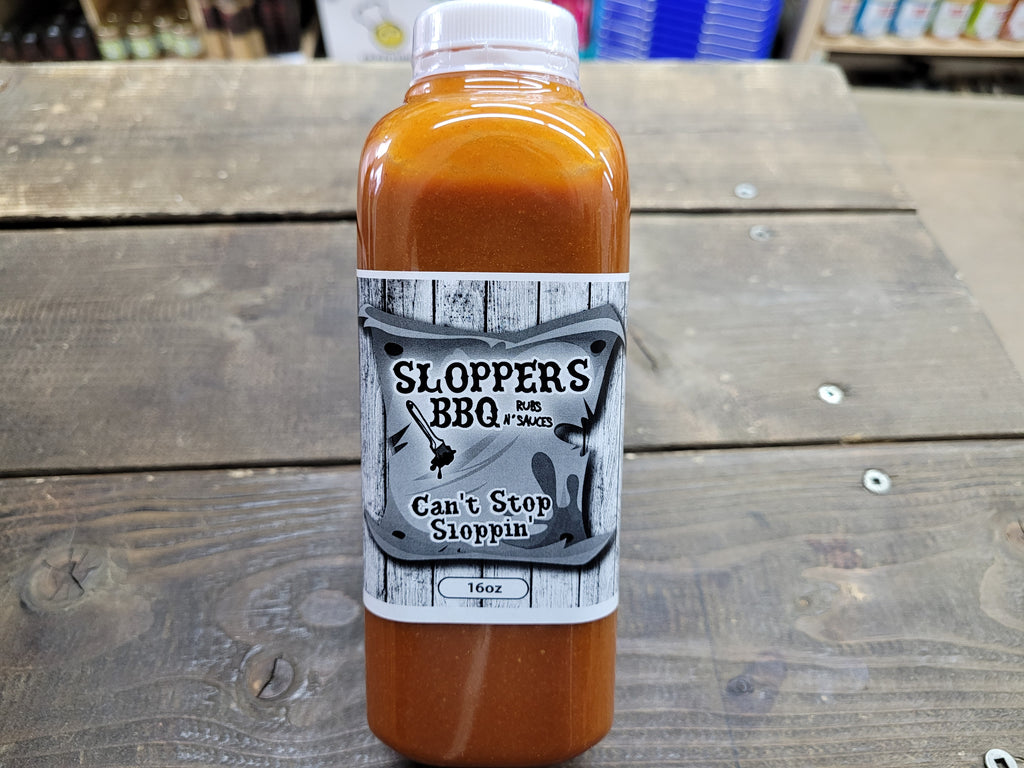 SLOPPERS
BBQ RUBS
N' SAUCES
Can't Stop
Sloppin'
16oz